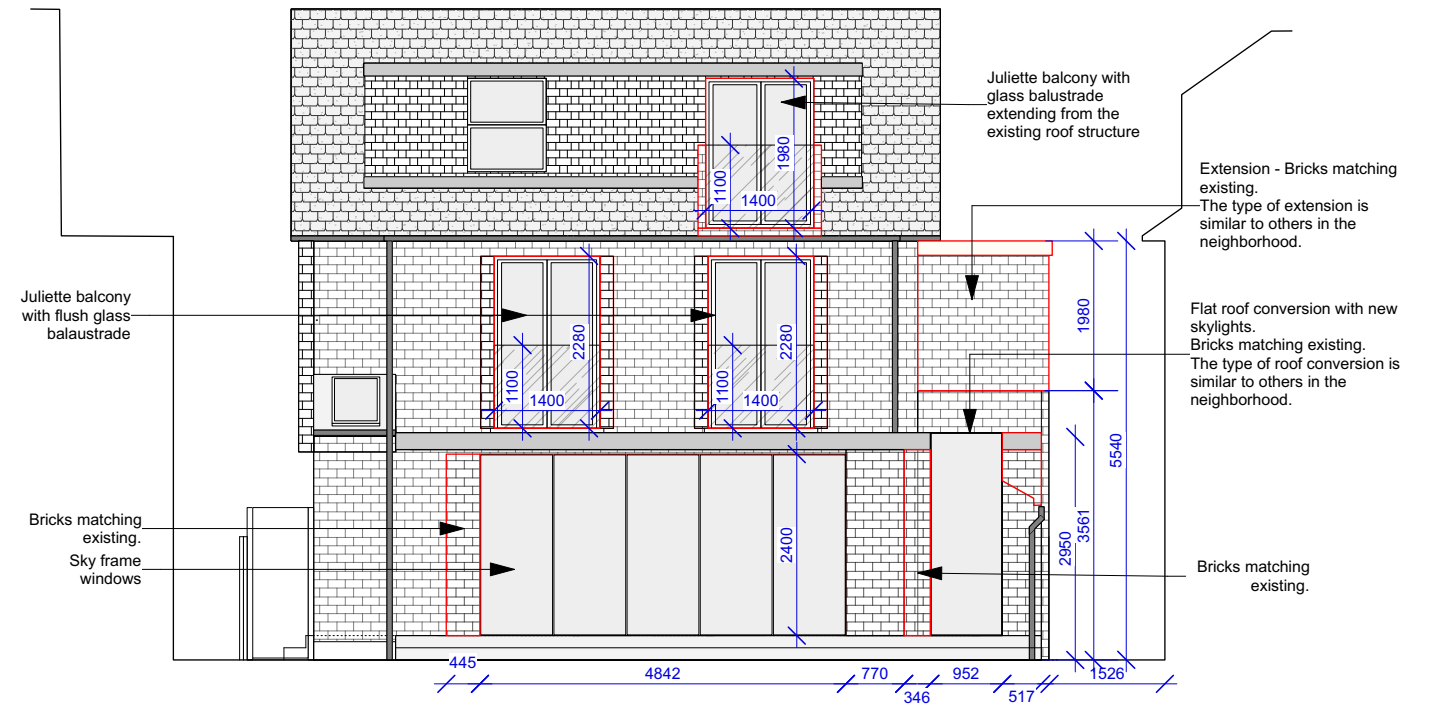 Juliette balcony with
glass balustrade
extending from the
existing roof structure
1980
1100
1400
Extension - Bricks matching
existing.
The type of extension is
similar to others in the
neighborhood.
Juliette balcony
with flush glass
balaustrade
2280
1100
1400
2280
1100
1400
1980
Flat roof conversion with new
skylights.
Bricks matching existing.
The type of roof conversion is
similar to others in the
neighborhood.
5540
3561
2950
2400
Bricks matching
existing.
Sky frame
windows
Bricks matching
existing.
445
4842
770
346
952
517
1526